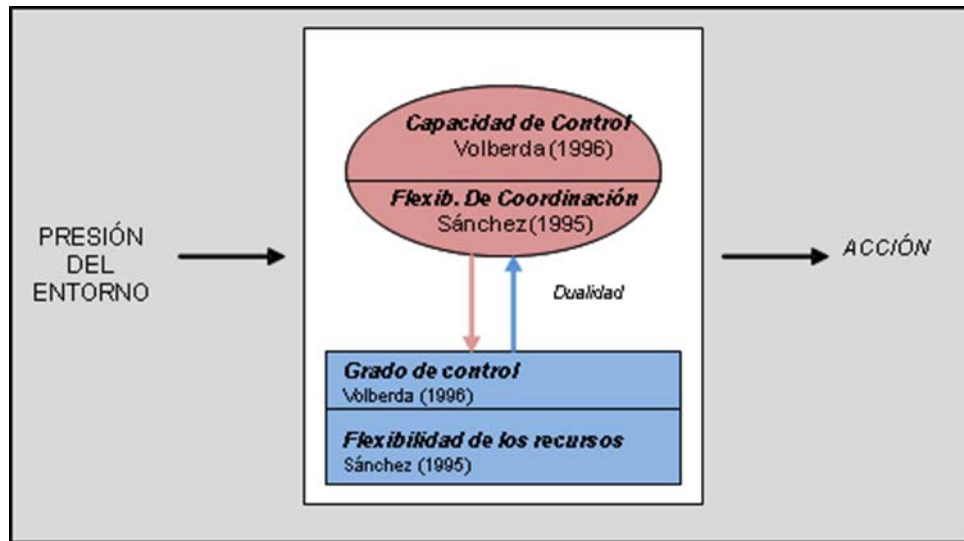 Capacidad de Control
Volberda (1996)
Flexib. De Coordinación
Sánchez (1995)
PRESIÓN
DEL
ENTORNO
ACCIÓN
Dualidad
Grado de control
Volberda (1996)
Flexibilidad de los recursos
Sánchez (1995)